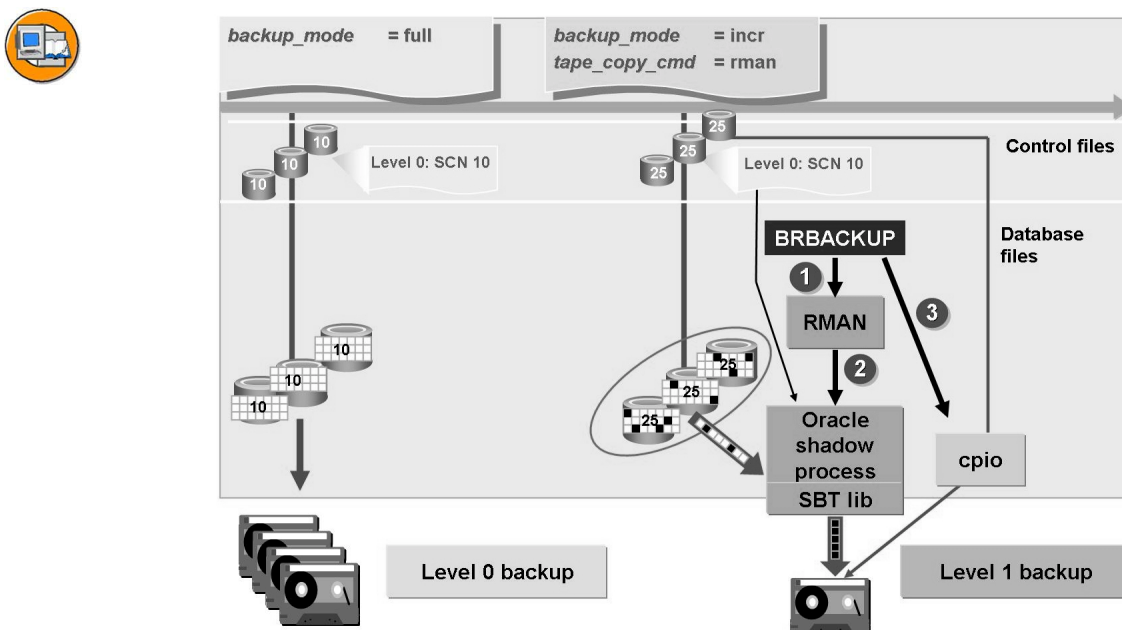 backup_mode = full
backup_mode = incr
tape_copy_cmd = rman
10
10
10
Level 0: SCN 10
25
25
25
Level 0: SCN 10
Control files
Database
files
BRBACKUP
1
RMAN
3
2
10
10
10
25
25
25
Oracle
shadow
process
SBT lib
cpio
Level 0 backup
Level 1 backup